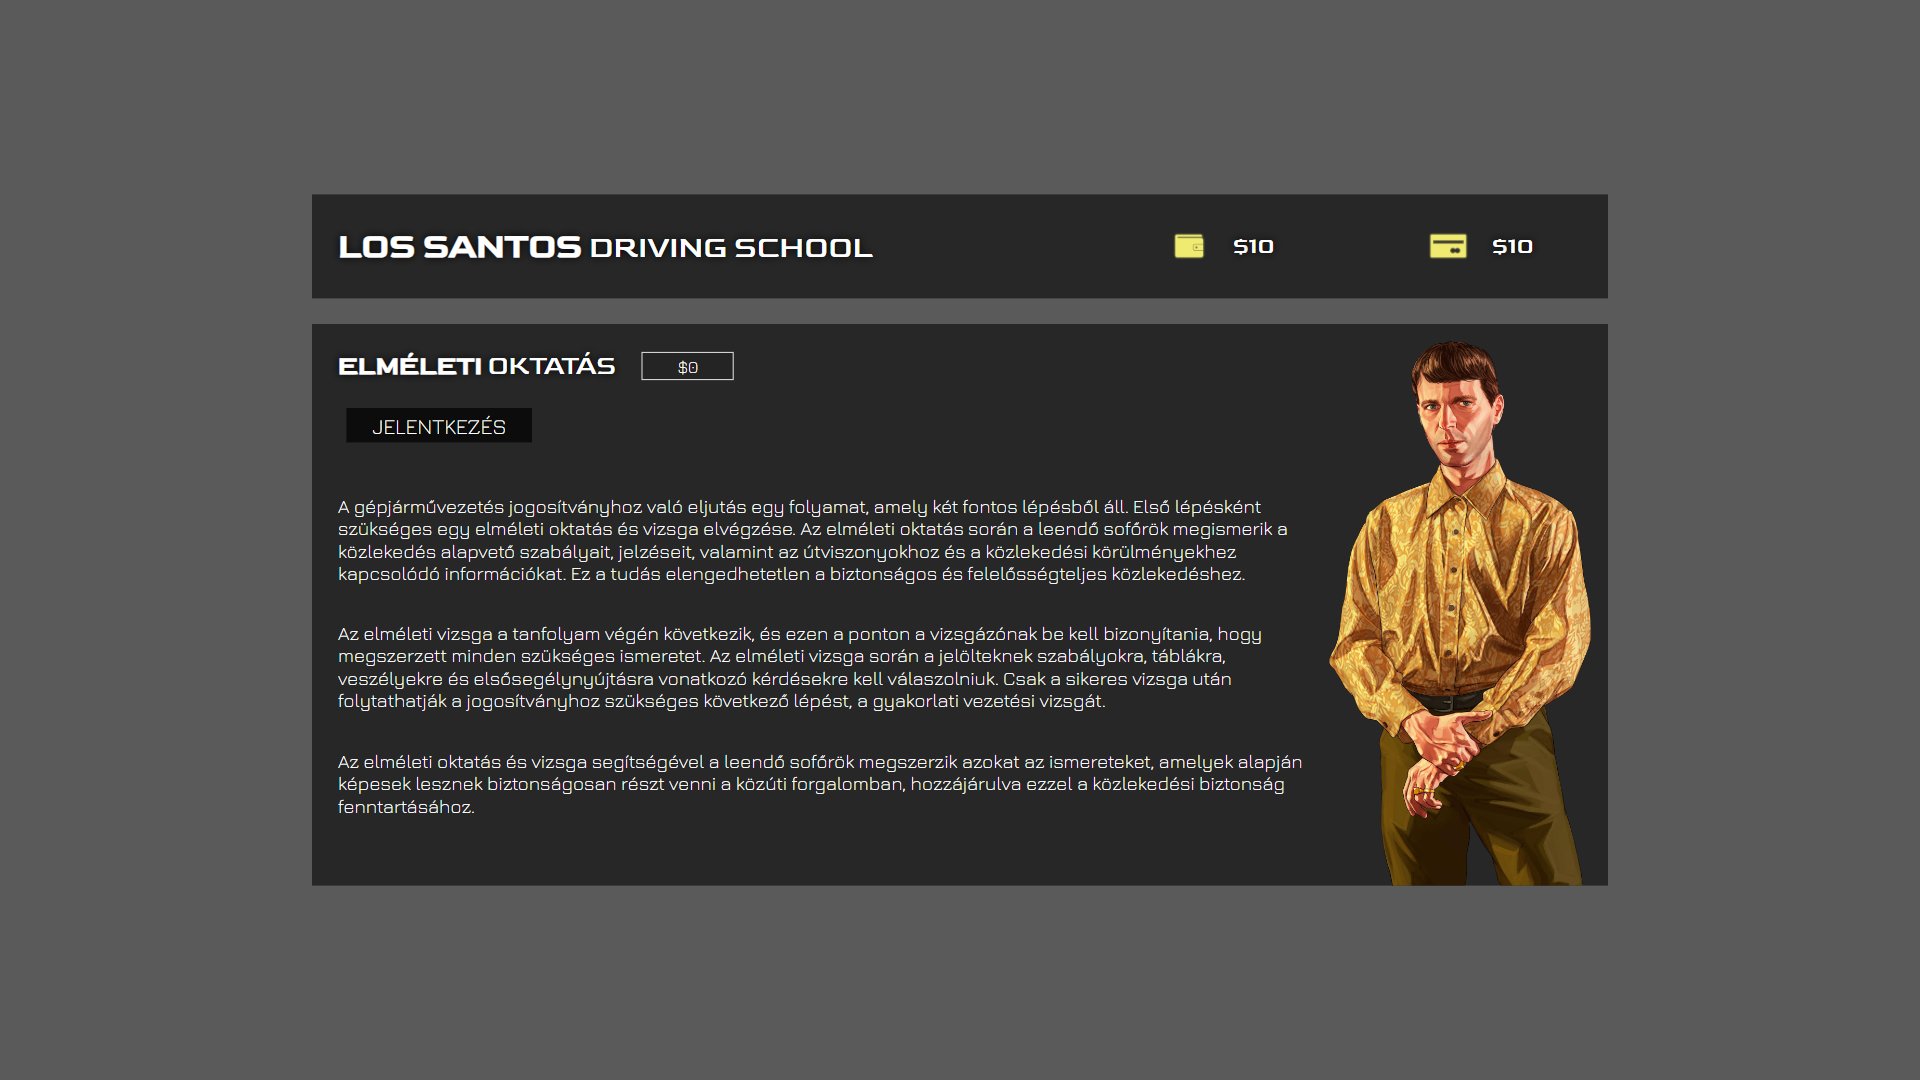 LOS SANTOS DRIVING SCHOOL $10 $10
ELMÉLETI OKTATÁS $0
JELENTKEZÉS
A gépjárművezetés jogosítványhoz való eljutás egy folyamat, amely két fontos lépésből áll. Első lépésként
szükséges egy elméleti oktatás és vizsga elvégzése. Az elméleti oktatás során a leendő sofőrök megismerik a
közlekedés alapvető szabályait, jelzéseit, valamint az útviszonyokhoz és a közlekedési körülményekhez
kapcsolódó információkat. Ez a tudás elengedhetetlen a biztonságos és felelősségteljes közlekedéshez.
Az elméleti vizsga a tanfolyam végén következik, és ezen a ponton a vizsgázónak be kell bizonyítania, hogy
megszerzett minden szükséges ismeretet. Az elméleti vizsga során a jelölteknek szabályokra, táblákra,
veszélyekre és elsősegélynyújtásra vonatkozó kérdésekre kell válaszolniuk. Csak a sikeres vizsga után
folytathatják a jogosítványhoz szükséges következő lépést, a gyakorlati vezetési vizsgát.
Az elméleti oktatás és vizsga segítségével a leendő sofőrök megszerzik azokat az ismereteket, amelyek alapján
képesek lesznek biztonságosan részt venni a közúti forgalomban, hozzájárulva ezzel a közlekedési biztonság
fenntartásához.